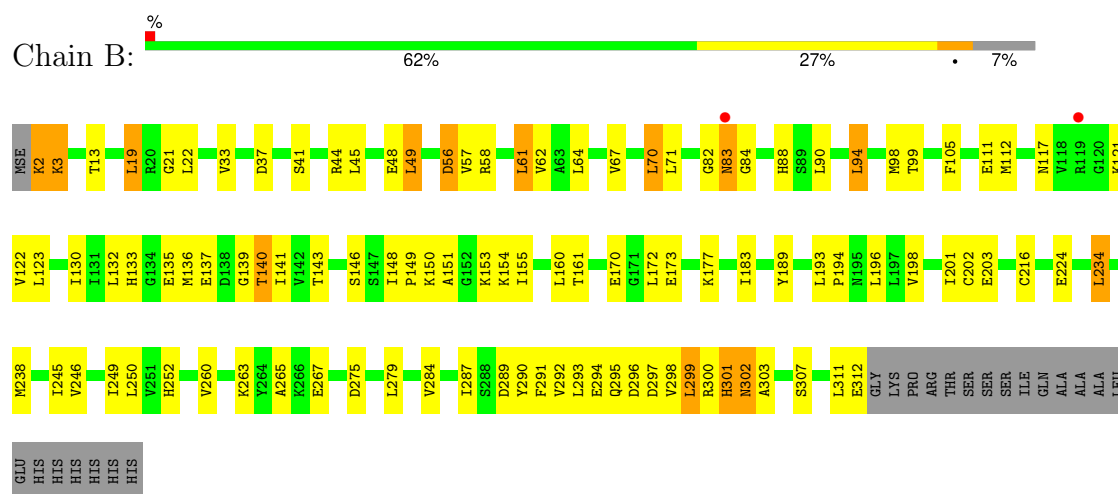 %
Chain B:
62% 27% • 7%
MSE K2 K3 T13 L19 R20 G21 L22 V33 D37 S41 R44 L45 E48 L49 D56 V57 R58 L61 V62 A63 L64 V67 L70 L71 G82 N83 G84 H88 S89 L90 L94 M98 T99 F105 E111 M112 N117 V118 R119 G120 K121
V122 L123 I130 I131 L132 H133 G134 E135 M136 E137 D138 G139 T140 I141 V142 T143 S146 S147 I148 P149 K150 A151 G152 K153 K154 I155 L160 T161 E170 G171 L172 E173 K177 I183 Y189 L193 P194 N195 L196 L197 V198 I201 C202 E203 C216 E224 L234
M238 I245 V246 I249 L250 V251 H252 V260 K263 Y264 A265 K266 E267 D275 L279 V284 I287 S288 D289 Y290 F291 V292 L293 E294 Q295 D296 D297 V298 L299 R300 H301 N302 A303 S307 L311 E312 GLY LYS PRO ARG THR SER SER SER ILE GLN ALA ALA ALA LEU
GLU HIS HIS HIS HIS HIS HIS